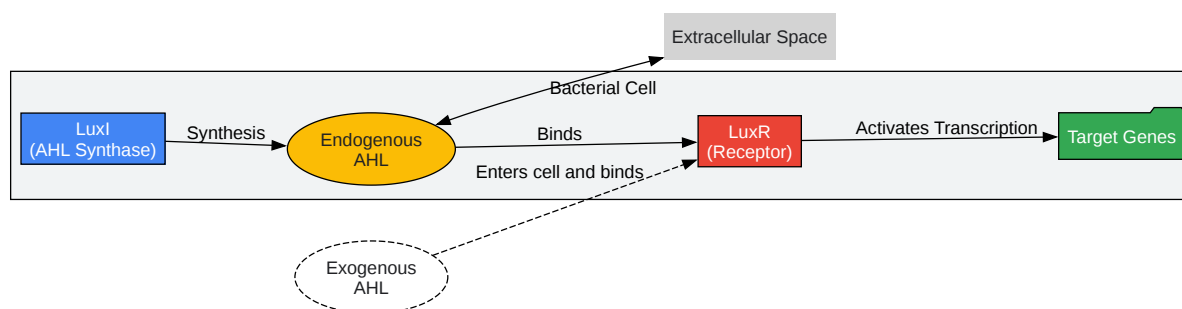 Extracellular Space
Bacterial Cell
LuxI
(AHL Synthase)
Synthesis
Endogenous
AHL
Binds
Enters cell and binds
LuxR
(Receptor)
Activates Transcription
Target Genes
Exogenous
AHL